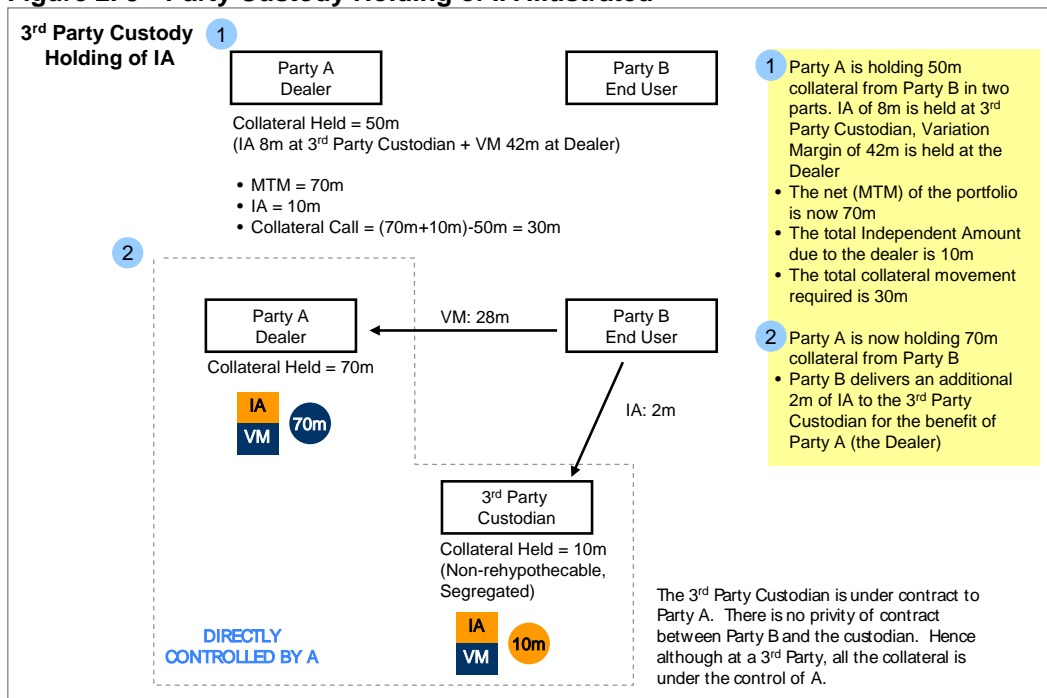 Party Custody Holding of IA Illustrated
3rd Party Custody
Holding of IA
1
Party A
Dealer
Party B
End User
Collateral Held = 50m
(IA 8m at 3rd Party Custodian + VM 42m at Dealer)
• MTM = 70m
• IA = 10m
• Collateral Call = (70m+10m)-50m = 30m
2
Party A
Dealer
VM: 28m
Party B
End User
Collateral Held = 70m
IA
VM
70m
IA: 2m
3rd Party
Custodian
Collateral Held = 10m
(Non-rehypothecable,
Segregated)
IA
VM
10m
DIRECTLY
CONTROLLED BY A
1
Party A is holding 50m
collateral from Party B in two
parts. IA of 8m is held at 3rd
Party Custodian, Variation
Margin of 42m is held at the
Dealer
• The net (MTM) of the portfolio
is now 70m
• The total Independent Amount
due to the dealer is 10m
• The total collateral movement
required is 30m
2
Party A is now holding 70m
collateral from Party B
• Party B delivers an additional
2m of IA to the 3rd Party
Custodian for the benefit of
Party A (the Dealer)
The 3rd Party Custodian is under contract to
Party A. There is no privity of contract
between Party B and the custodian. Hence
although at a 3rd Party, all the collateral is
under the control of A.